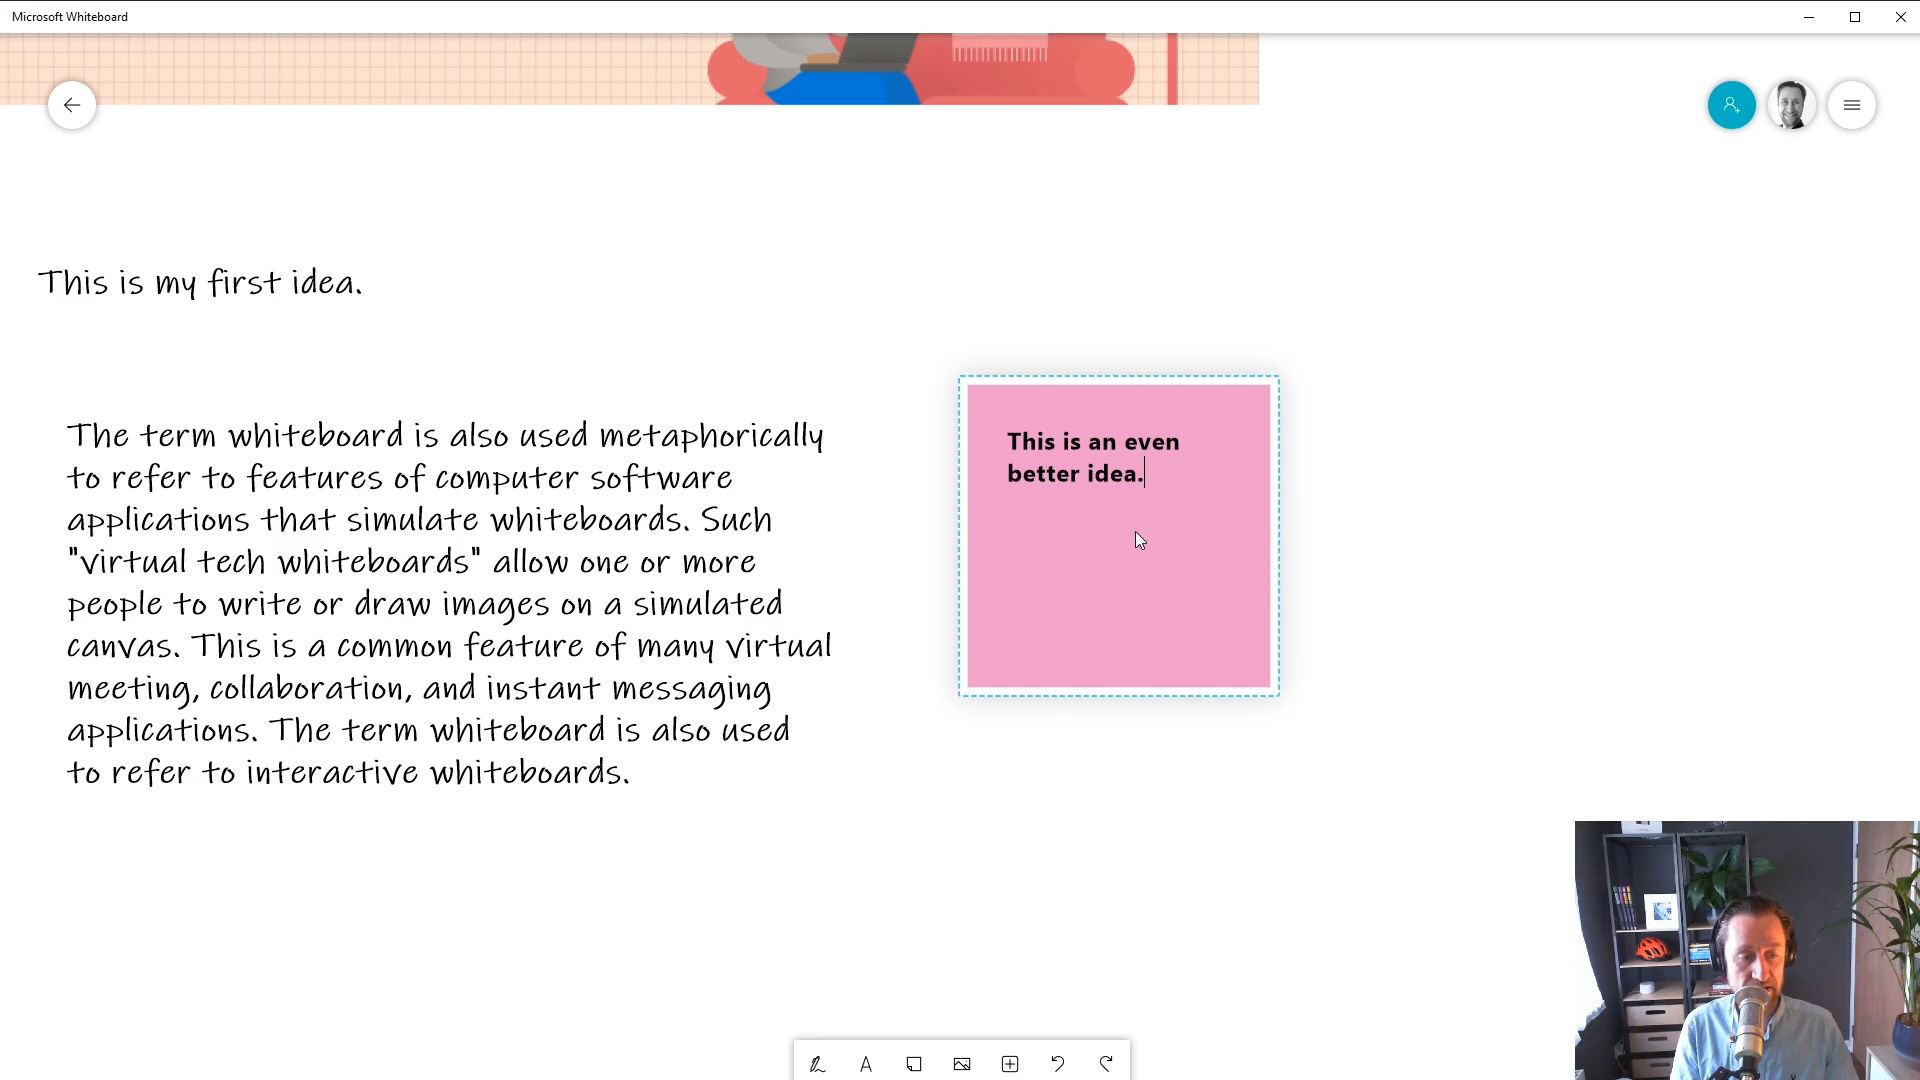 Microsoft Whiteboard
This is my first idea.
The term whiteboard is also used metaphorically
to refer to features of computer software
applications that simulate whiteboards. Such
"virtual tech whiteboards" allow one or more
people to write or draw images on a simulated
canvas. This is a common feature of many virtual
meeting, collaboration, and instant messaging
applications. The term whiteboard is also used
to refer to interactive whiteboards.
This is an even
better idea.